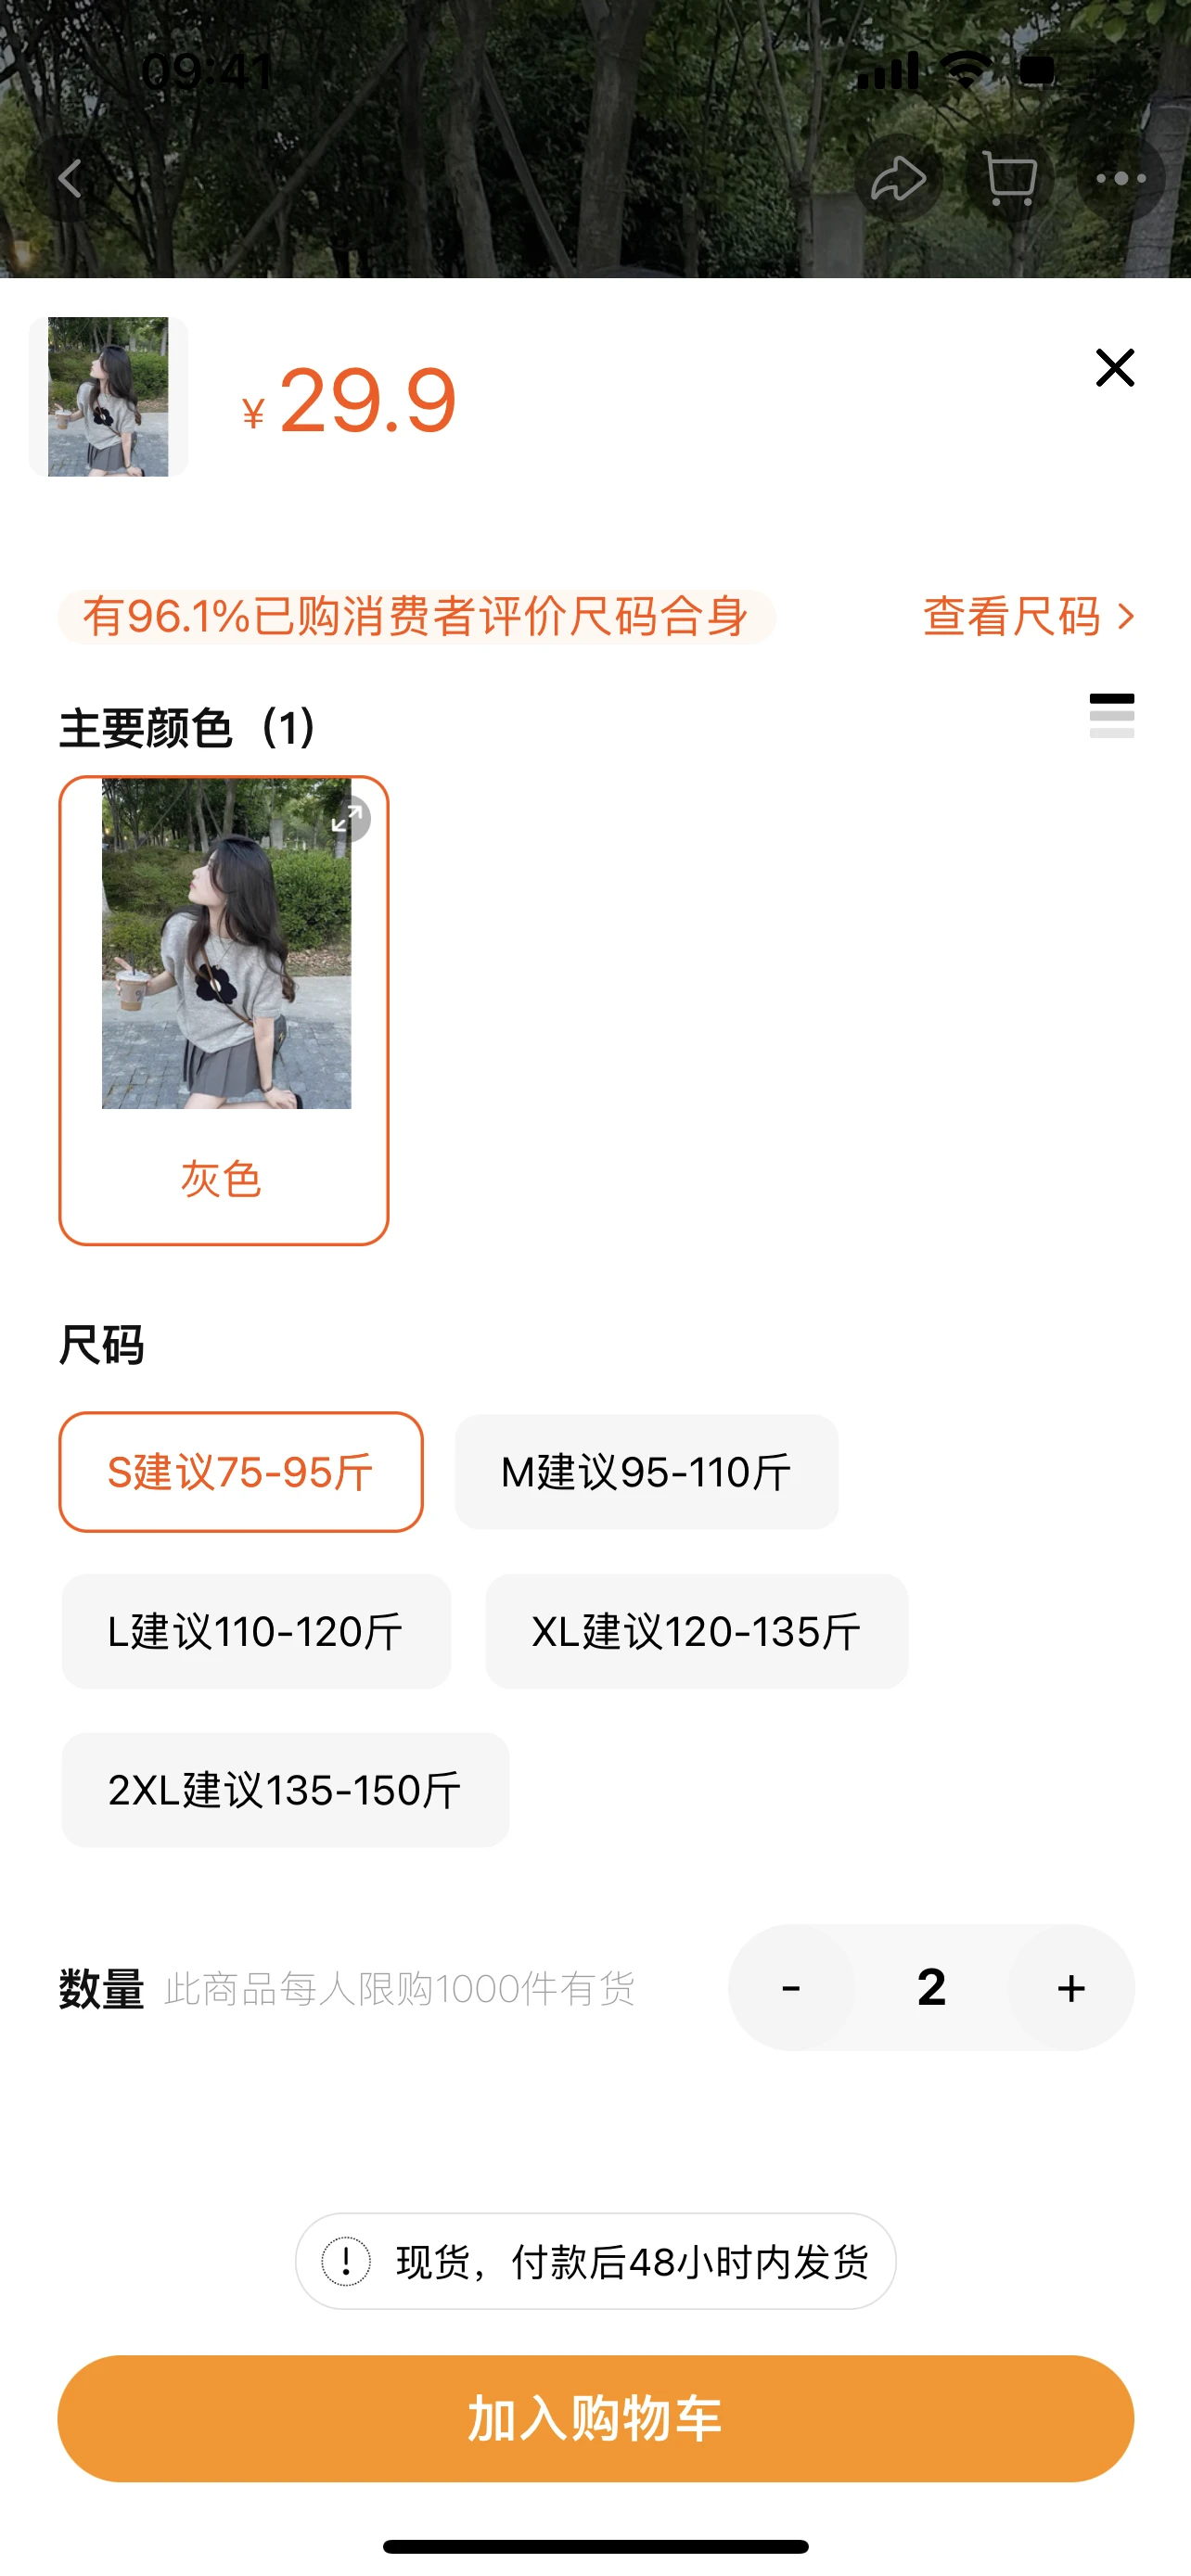 09:41
¥29.9
有96.1%已购消费者评价尺码合身
查看尺码 >
主要颜色（1）
灰色
尺码
S建议75-95斤
M建议95-110斤
L建议110-120斤
XL建议120-135斤
2XL建议135-150斤
数量 此商品每人限购1000件有货
- 2 +
现货，付款后48小时内发货
加入购物车